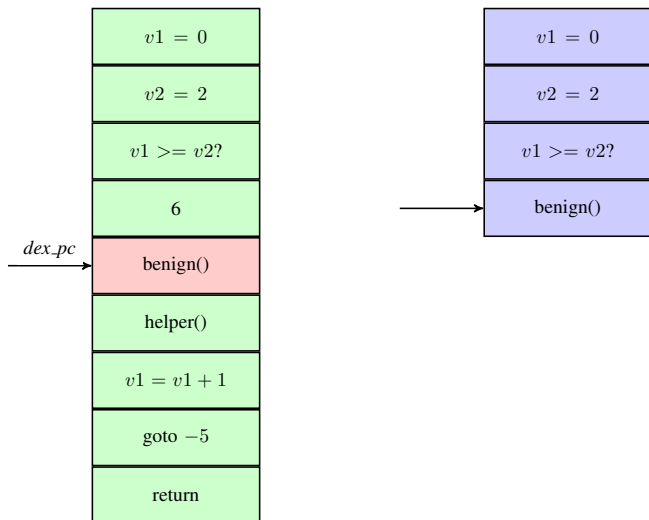 v1 = 0
v2 = 2
v1 >= v2?
6
dex_pc
benign()
helper()
v1 = v1 + 1
goto −5
return
v1 = 0
v2 = 2
v1 >= v2?
benign()